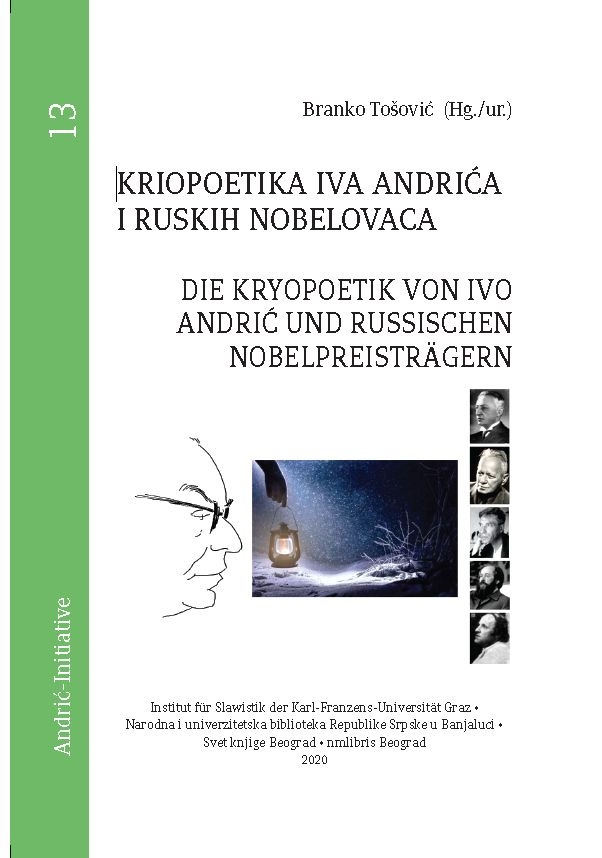 13
Branko Tošović (Hg./ur.)
KRIOPOETIKA IVA ANDRIĆA
I RUSKIH NOBELOVACA
DIE KRYOPOETIK VON IVO
ANDRIĆ UND RUSSISCHEN
NOBELPREISTRÄGERN
Andrić-Initiative
Institut für Slawistik der Karl-Franzens-Universität Graz •
Narodna i univerzitetska biblioteka Republike Srpske u Banjaluci •
Svet knjige Beograd • nmlibris Beograd
2020